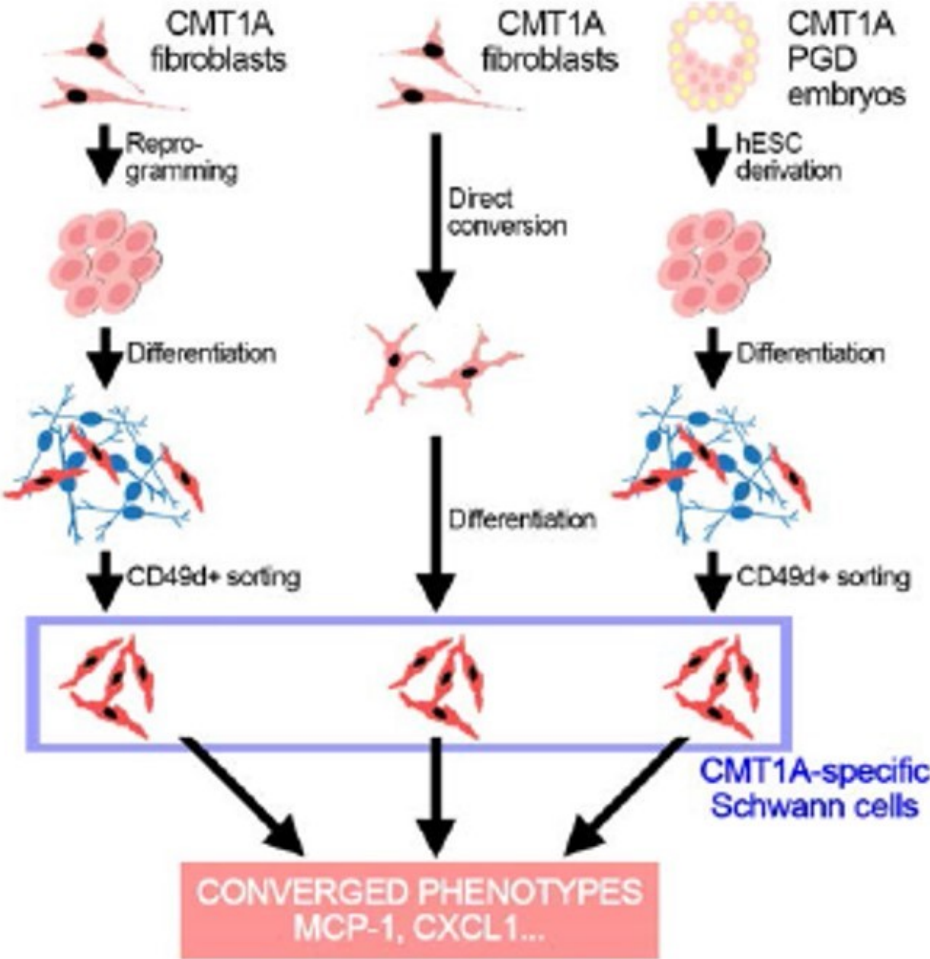 CMT1A
fibroblasts
CMT1A
fibroblasts
CMT1A
PGD
embryos
Repro-
gramming
Direct
conversion
hESC
derivation
Differentiation
Differentiation
Differentiation
CD49d+ sorting
CD49d+ sorting
CMT1A-specific
Schwann cells
CONVERGED PHENOTYPES
MCP-1, CXCL1...